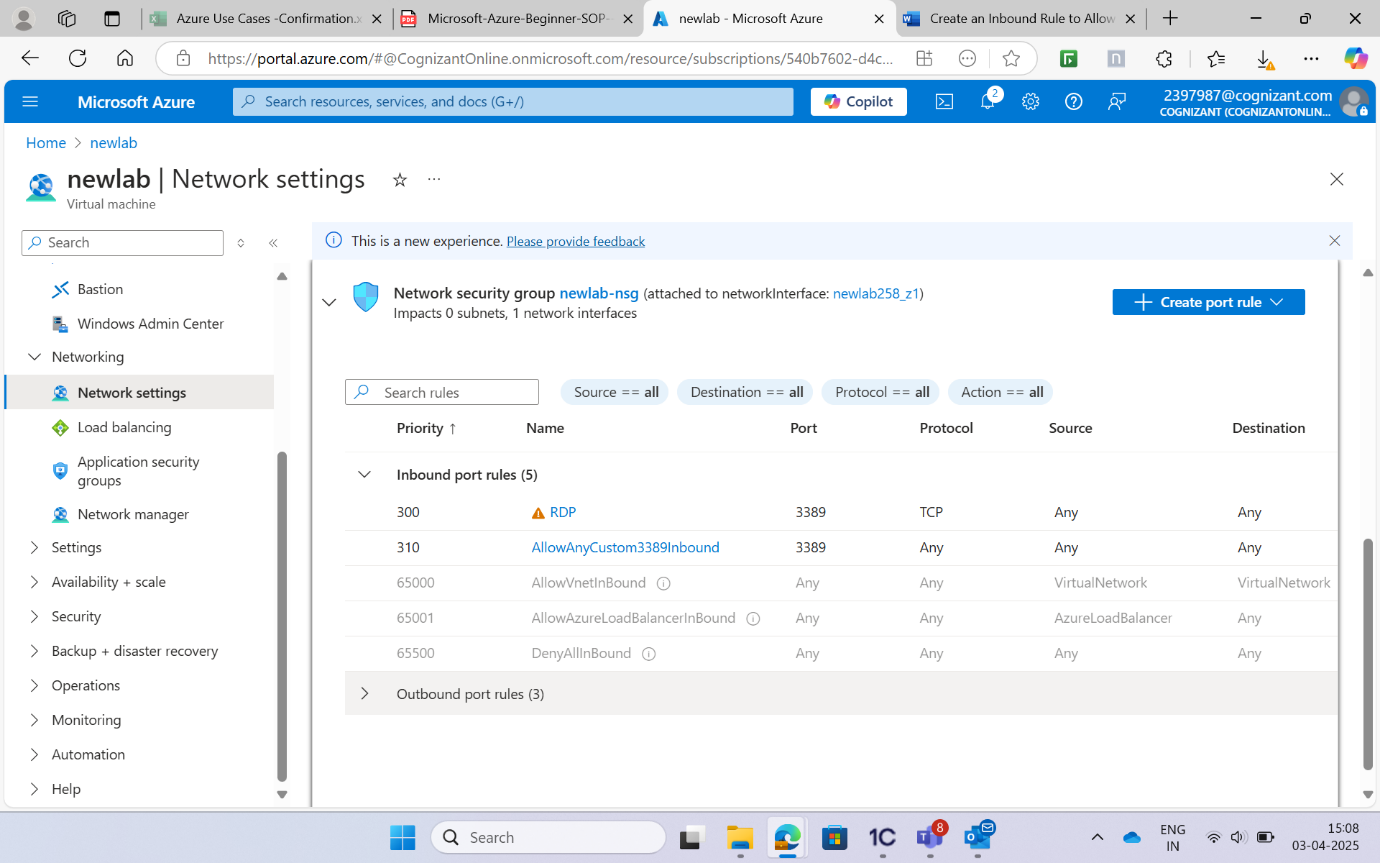 Azure Use Cases -Confirmation.x
Microsoft-Azure-Beginner-SOP-
newlab - Microsoft Azure
Create an Inbound Rule to Allow
https://portal.azure.com/#@CognizantOnline.onmicrosoft.com/resource/subscriptions/540b7602-d4c...
Microsoft Azure
Search resources, services, and docs (G+/)
Copilot
2
2397987@cognizant.com
COGNIZANT (COGNIZANTONLIN...
Home > newlab
newlab | Network settings
Virtual machine
Search
This is a new experience. Please provide feedback
Bastion
Windows Admin Center
Networking
Network settings
Load balancing
Application security
groups
Network manager
Settings
Availability + scale
Security
Backup + disaster recovery
Operations
Monitoring
Automation
Help
Network security group newlab-nsg (attached to networkInterface: newlab258_z1)
Impacts 0 subnets, 1 network interfaces
Create port rule
Search rules
Source == all
Destination == all
Protocol == all
Action == all
Priority ↑ Name Port Protocol Source Destination
Inbound port rules (5)
300 RDP 3389 TCP Any Any
310 AllowAnyCustom3389Inbound 3389 Any Any Any
65000 AllowVnetInBound Any Any VirtualNetwork VirtualNetwork
65001 AllowAzureLoadBalancerInBound Any Any AzureLoadBalancer Any
65500 DenyAllInBound Any Any Any Any
Outbound port rules (3)
Search
1C
8
ENG
IN
15:08
03-04-2025